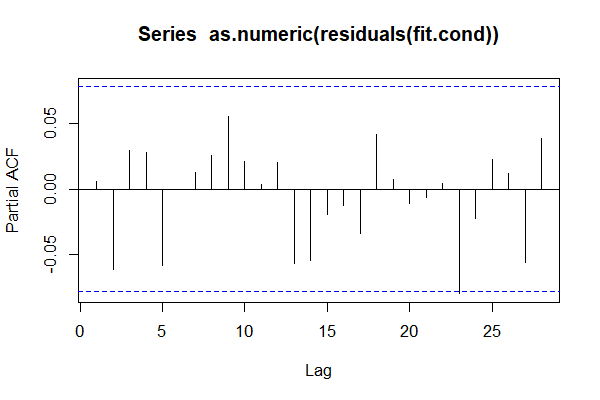 Series  as.numeric(residuals(fit.cond))
Partial ACF
0.05
0.00
-0.05
0 5 10 15 20 25
Lag